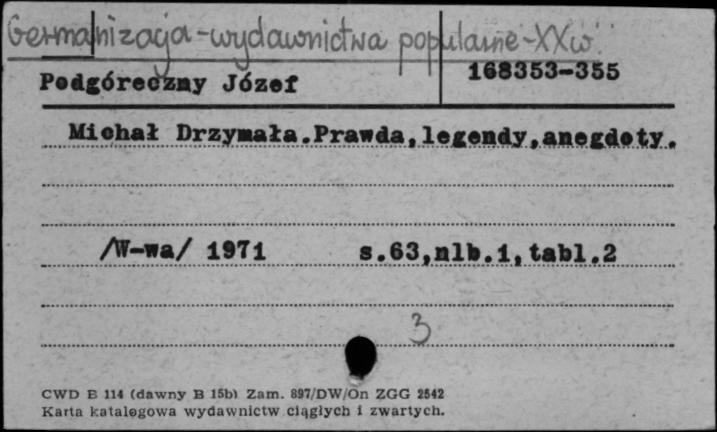 Germanizacja-wydawnictwa popularne-XXw.
Podgóreczny Józef
168353-355
Michał Drzymała.Prawda,legendy,anegdoty.
/W-wa/ 1971 s.63,nlb.1,tabl.2
3
CWD B 114 (dawny B 15b) Zam. 897/DW/On ZGG 2542
Karta katalogowa wydawnictw ciągłych i zwartych.